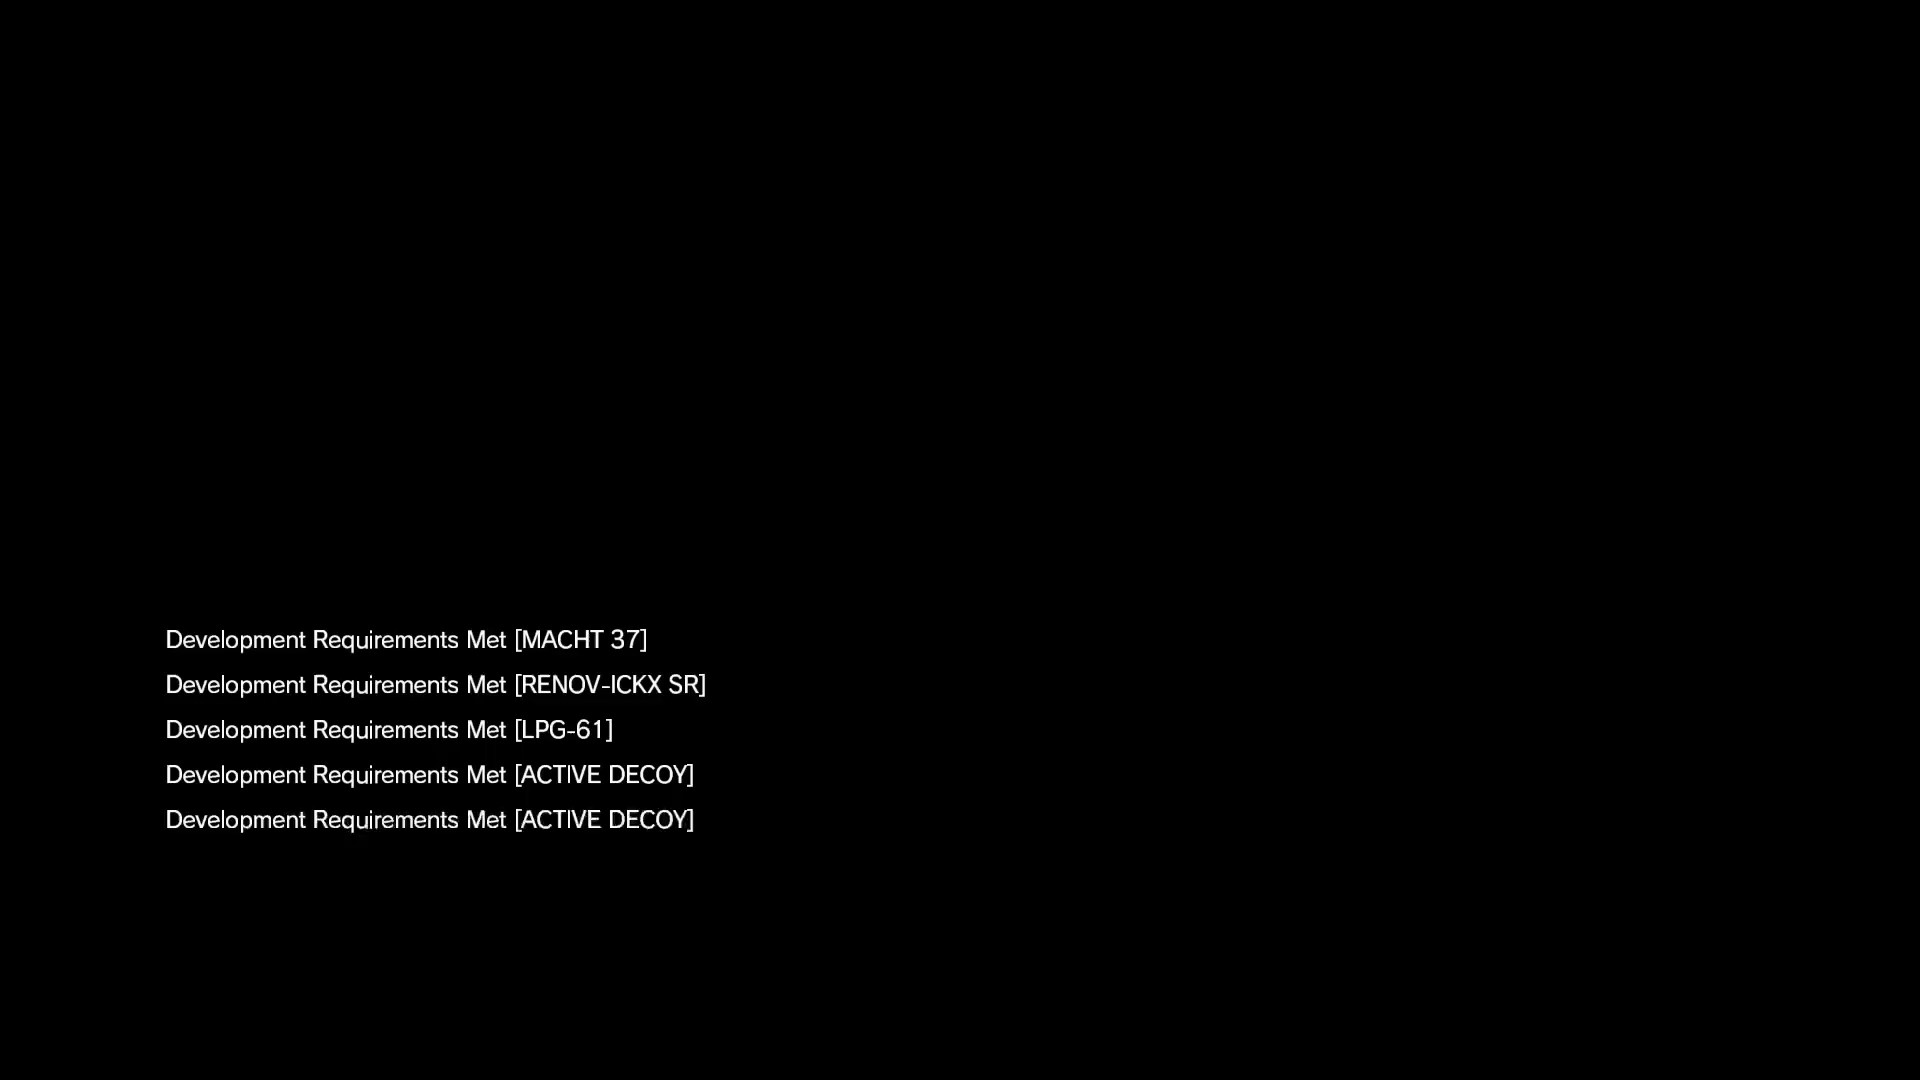 Development Requirements Met [MACHT 37]
Development Requirements Met [RENOV-ICKX SR]
Development Requirements Met [LPG-61]
Development Requirements Met [ACTIVE DECOY]
Development Requirements Met [ACTIVE DECOY]